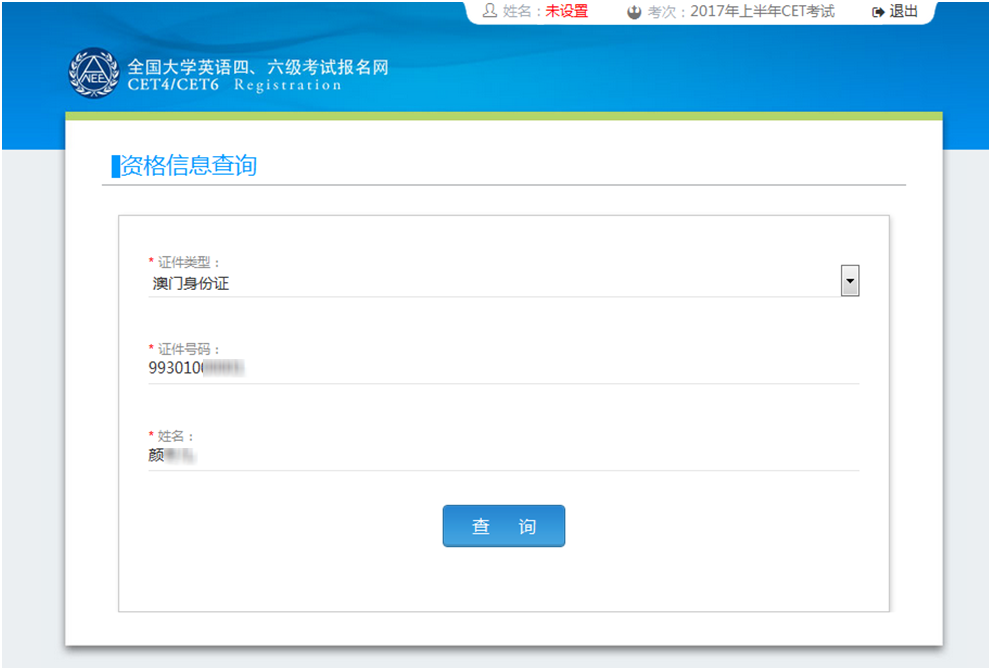 姓名：未设置 考次：2017年上半年CET考试 退出
NEE
全国大学英语四、六级考试报名网
CET4/CET6 Registration
资格信息查询
* 证件类型：
澳门身份证
* 证件号码：
9930100
* 姓名：
颜
查 询